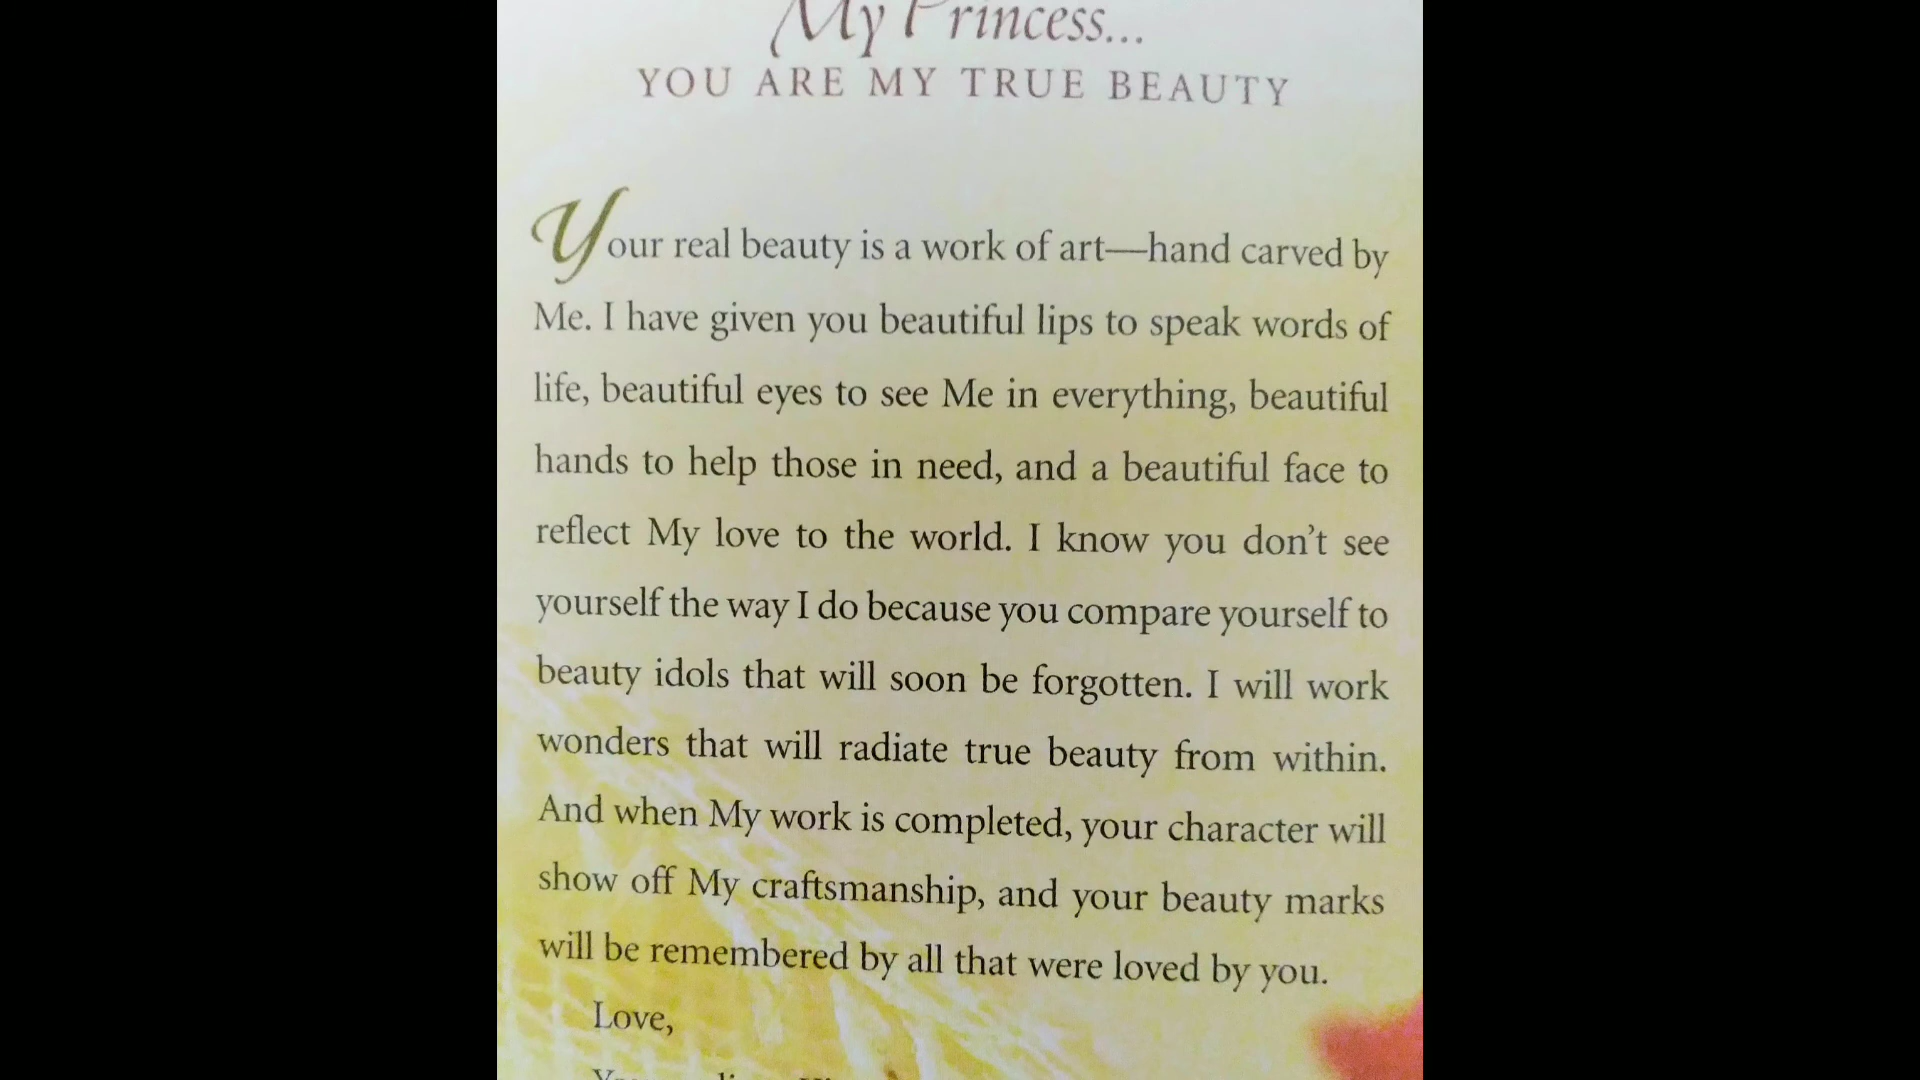 My Princess...
YOU ARE MY TRUE BEAUTY
Your real beauty is a work of art—hand carved by
Me. I have given you beautiful lips to speak words of
life, beautiful eyes to see Me in everything, beautiful
hands to help those in need, and a beautiful face to
reflect My love to the world. I know you don't see
yourself the way I do because you compare yourself to
beauty idols that will soon be forgotten. I will work
wonders that will radiate true beauty from within.
And when My work is completed, your character will
show off My craftsmanship, and your beauty marks
will be remembered by all that were loved by you.
Love,